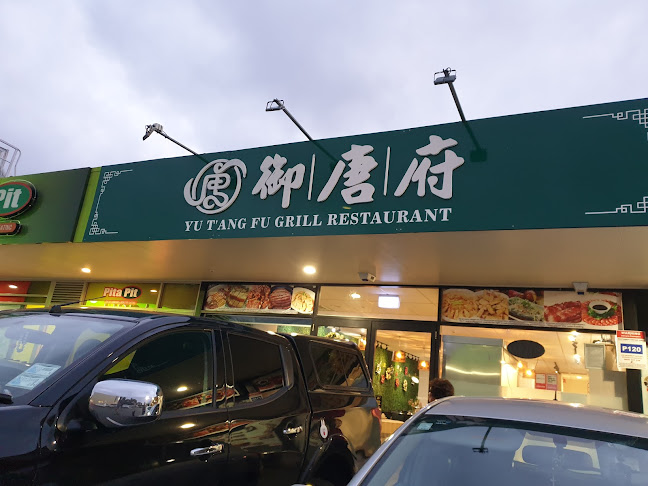 御唐府
YU T'ANG FU GRILL RESTAURANT
Pit
Pita Pit
P120